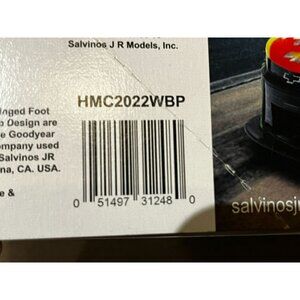 Salvinos J R Models, Inc.
HMC2022WBP
inged Foot
Design are
e Goodyear
ompany used
Salvinos JR
na, CA. USA.
e &
0 51497 31248 0
salvinosj